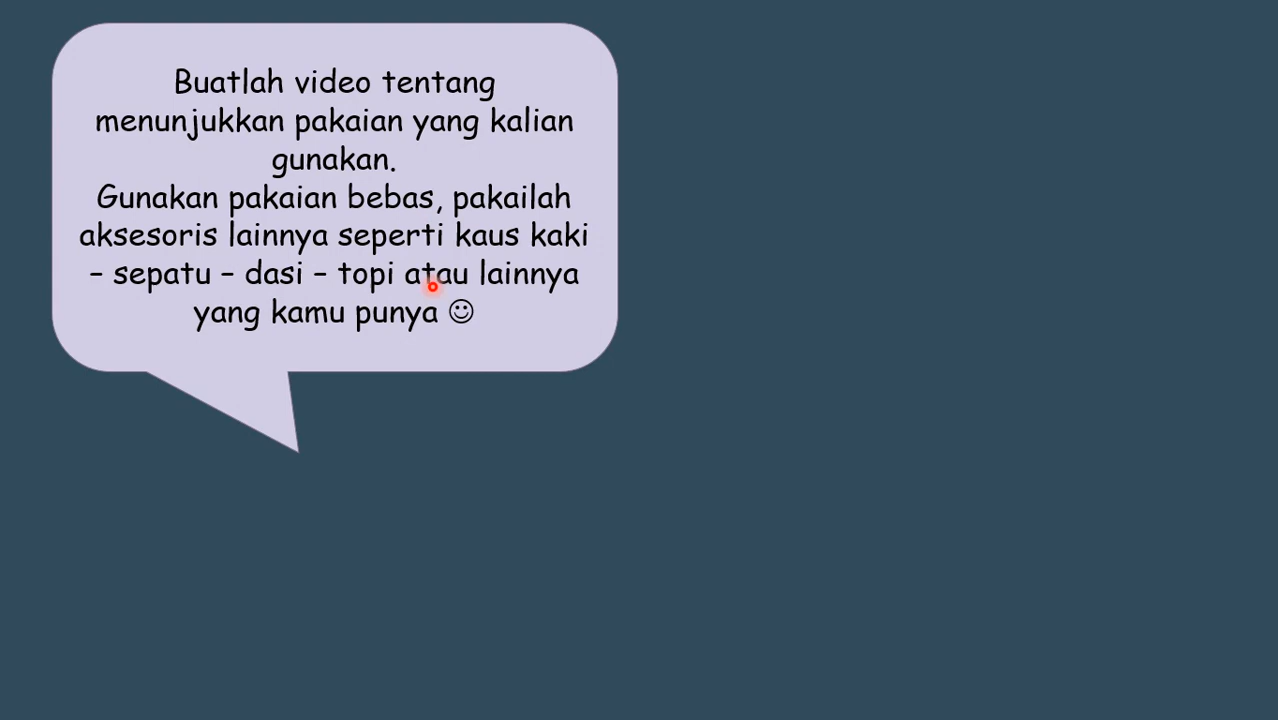 Buatlah video tentang
menunjukkan pakaian yang kalian
gunakan.
Gunakan pakaian bebas, pakailah
aksesoris lainnya seperti kaus kaki
– sepatu – dasi – topi atau lainnya
yang kamu punya ☺